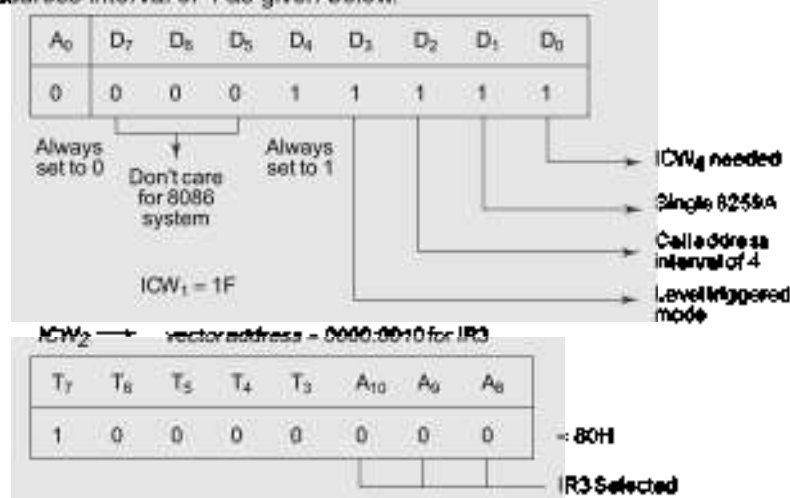 address interval of 4 as given below.
A0 D7 D6 D5 D4 D3 D2 D1 D0
0 0 0 0 1 1 1 1 1
Always
set to 0
Don't care
for 8086
system
Always
set to 1
ICW4 needed
Single 8259A
Call address
interval of 4
Level triggered
mode
ICW1 = 1F
ICW2 → vector address = 0000:0010 for IR3
T7 T6 T5 T4 T3 A10 A9 A8
1 0 0 0 0 0 0 0
= 80H
IR3 Selected